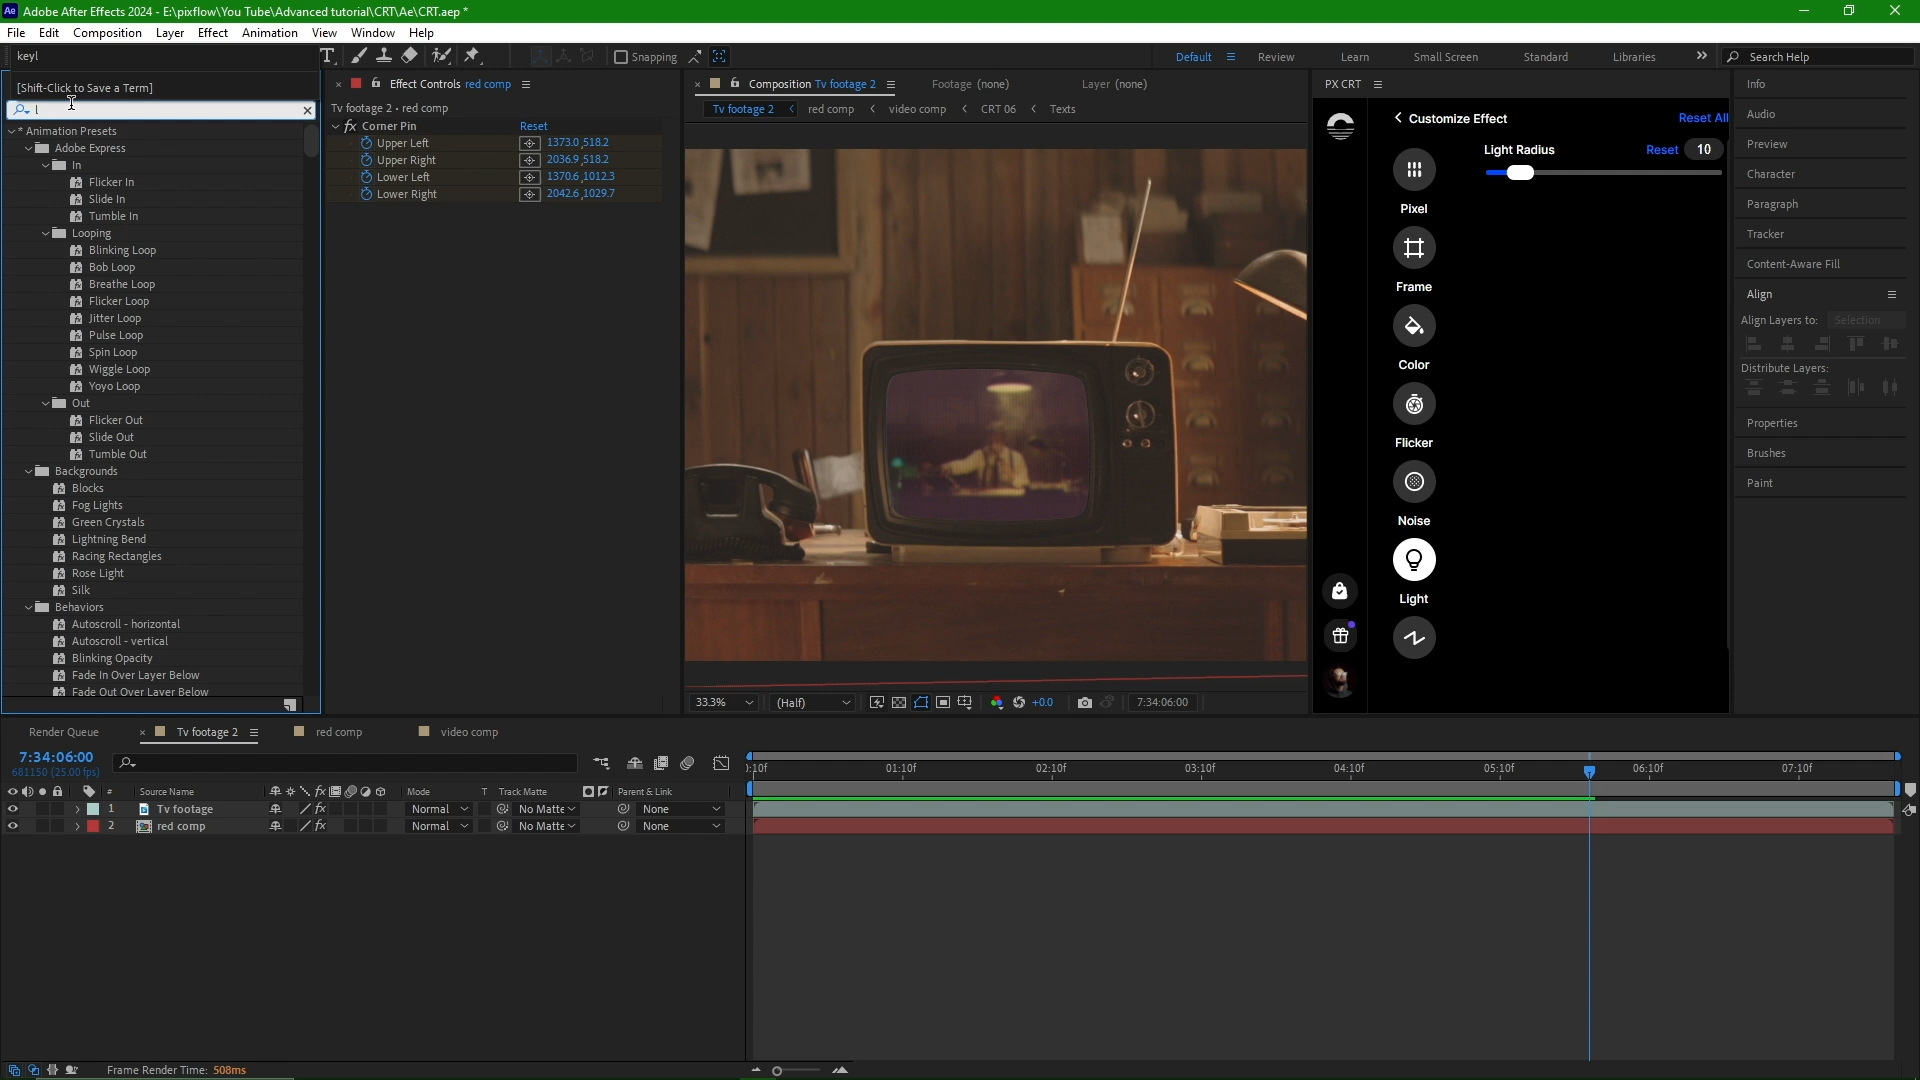 Ae Adobe After Effects 2024 - E:\pixflow\You Tube\Advanced tutorial\CRT\Ae\CRT.aep *
File Edit Composition Layer Effect Animation View Window Help
keyl
T Snapping Default Review Learn Small Screen Standard Libraries Search Help
[Shift-Click to Save a Term]
l
* Animation Presets
Adobe Express
In
Flicker In
Slide In
Tumble In
Looping
Blinking Loop
Bob Loop
Breathe Loop
Flicker Loop
Jitter Loop
Pulse Loop
Spin Loop
Wiggle Loop
Yoyo Loop
Out
Flicker Out
Slide Out
Tumble Out
Backgrounds
Blocks
Fog Lights
Green Crystals
Lightning Bend
Racing Rectangles
Rose Light
Silk
Behaviors
Autoscroll - horizontal
Autoscroll - vertical
Blinking Opacity
Fade In Over Layer Below
Fade Out Over Layer Below
Effect Controls red comp
Tv footage 2 • red comp
fx Corner Pin Reset
Upper Left 1373.0,518.2
Upper Right 2036.9,518.2
Lower Left 1370.6,1012.3
Lower Right 2042.6,1029.7
Composition Tv footage 2 Footage (none) Layer (none)
Tv footage 2 red comp video comp CRT 06 Texts
33.3% (Half) +0.0 7:34:06:00
PX CRT
Customize Effect Reset All
Light Radius Reset 10
Pixel
Frame
Color
Flicker
Noise
Light
Info
Audio
Preview
Character
Paragraph
Tracker
Content-Aware Fill
Align
Align Layers to: Selection
Distribute Layers:
Properties
Brushes
Paint
Render Queue Tv footage 2 red comp video comp
7:34:06:00
681150 (25.00 fps)
:10f 01:10f 02:10f 03:10f 04:10f 05:10f 06:10f 07:10f
# Source Name fx Mode T Track Matte Parent & Link
1 Tv footage fx Normal No Matte None
2 red comp fx Normal No Matte None
Frame Render Time: 508ms